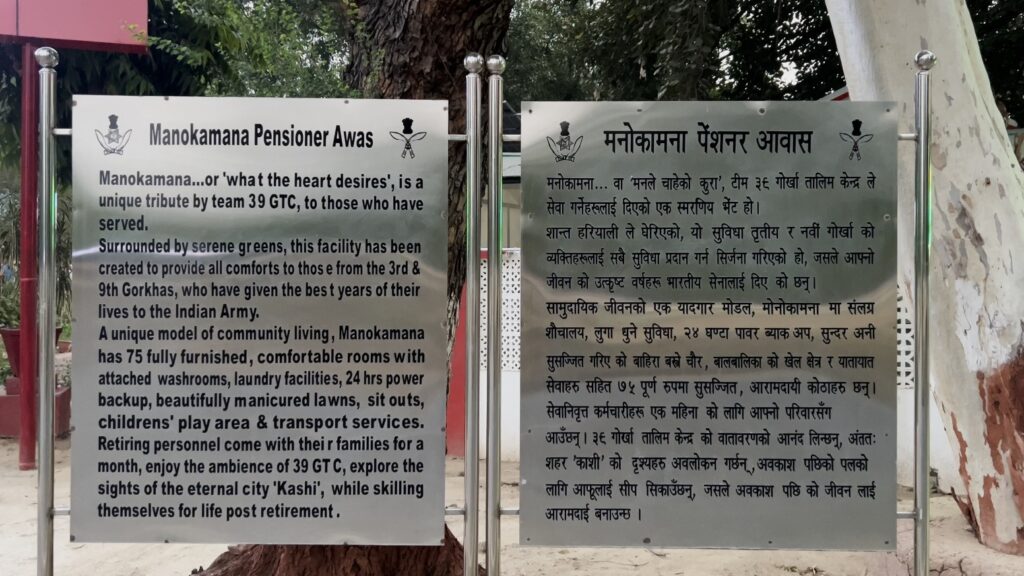 Manokamana Pensioner Awas
Manokamana...or 'what the heart desires', is a
unique tribute by team 39 GTC, to those who have
served.
Surrounded by serene greens, this facility has been
created to provide all comforts to those from the 3rd &
9th Gorkhas, who have given the best years of their
lives to the Indian Army.
A unique model of community living, Manokamana
has 75 fully furnished, comfortable rooms with
attached washrooms, laundry facilities, 24 hrs power
backup, beautifully manicured lawns, sit outs,
childrens' play area & transport services.
Retiring personnel come with their families for a
month, enjoy the ambience of 39 GTC, explore the
sights of the eternal city 'Kashi', while skilling
themselves for life post retirement.
मनोकामना पेंशनर आवास
मनोकामना... वा 'मनले चाहेको कुरा', टीम ३९ गोर्खा तालिम केन्द्र ले
सेवा गर्नेहरूलाई दिएको एक स्मरणिय भेंट हो।
शान्त हरियाली ले घेरिएको, यो सुविधा तृतीय र नवीं गोर्खा को
व्यक्तिहरूलाई सबै सुविधा प्रदान गर्न सिर्जना गरिएको हो, जसले आफ्नो
जीवन को उत्कृष्ट वर्षहरू भारतीय सेनालाई दिए को छन्।
सामुदायिक जीवनको एक यादगार मोडल, मोनोकामना मा संलग्न
शौचालय, लुगा धुने सुविधा, २४ घण्टा पावर ब्याक अप, सुन्दर अनी
सुसज्जित गरिए को बाहिरा बस्ने चौर, बालबालिका को खेल क्षेत्र र यातायात
सेवाहरु सहित ७५ पूर्ण रुपमा सुसज्जित, आरामदायी कोठाहरु छन्।
सेवानिवृत्त कर्मचारीहरू एक महिना को लागि आफ्नो परिवारसँग
आउँछन्। ३९ गोर्खा तालिम केन्द्र को वातावरणको आनंद लिन्छन्, अंततः
शहर 'काशी' को दृश्यहरु अवलोकन गर्छन्, अवकाश पछिको पलको
लागि आफूलाई सीप सिकाउँछन्, जसले अवकाश पछि को जीवन लाई
आरामदाई बनाउन्छ ।